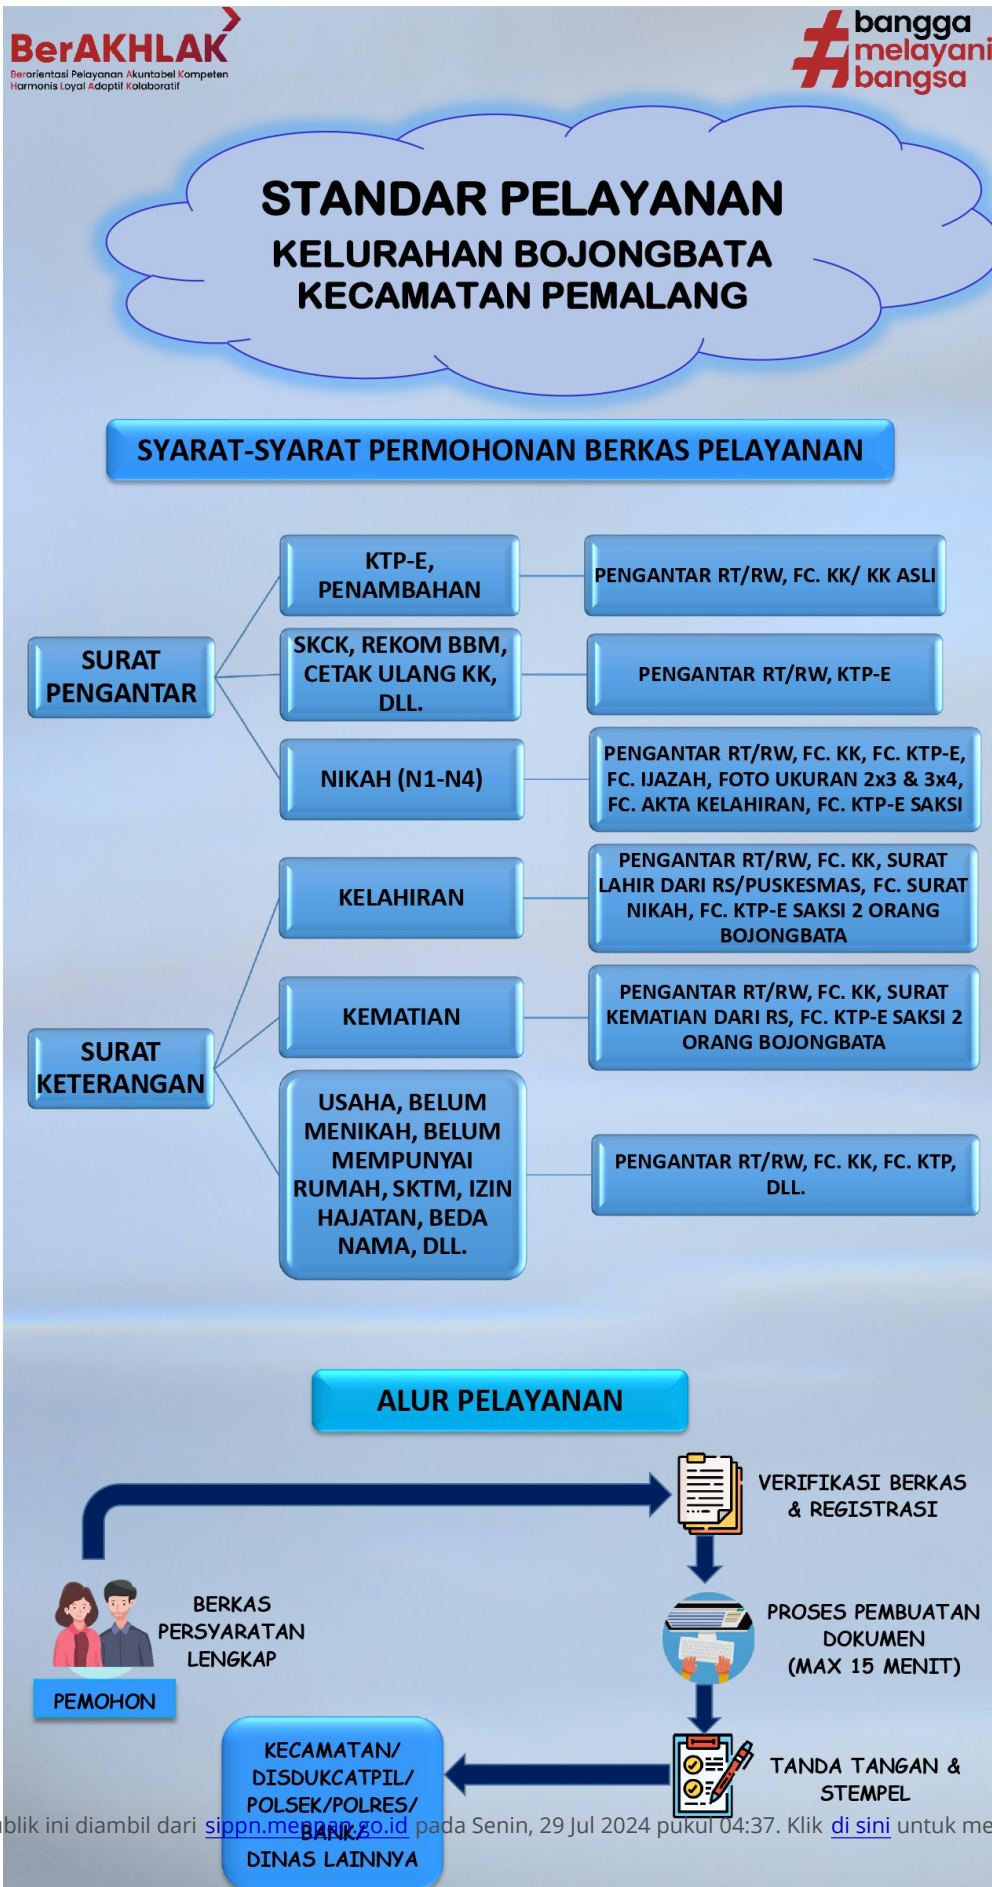 BerAKHLAK
Berorientasi Pelayanan Akuntabel Kompeten
Harmonis Loyal Adaptif Kolaboratif
bangga
melayani
bangsa
STANDAR PELAYANAN
KELURAHAN BOJONGBATA
KECAMATAN PEMALANG
SYARAT-SYARAT PERMOHONAN BERKAS PELAYANAN
SURAT
PENGANTAR
KTP-E,
PENAMBAHAN
PENGANTAR RT/RW, FC. KK/ KK ASLI
SKCK, REKOM BBM,
CETAK ULANG KK,
DLL.
PENGANTAR RT/RW, KTP-E
NIKAH (N1-N4)
PENGANTAR RT/RW, FC. KK, FC. KTP-E,
FC. IJAZAH, FOTO UKURAN 2x3 & 3x4,
FC. AKTA KELAHIRAN, FC. KTP-E SAKSI
SURAT
KETERANGAN
KELAHIRAN
PENGANTAR RT/RW, FC. KK, SURAT
LAHIR DARI RS/PUSKESMAS, FC. SURAT
NIKAH, FC. KTP-E SAKSI 2 ORANG
BOJONGBATA
KEMATIAN
PENGANTAR RT/RW, FC. KK, SURAT
KEMATIAN DARI RS, FC. KTP-E SAKSI 2
ORANG BOJONGBATA
USAHA, BELUM
MENIKAH, BELUM
MEMPUNYAI
RUMAH, SKTM, IZIN
HAJATAN, BEDA
NAMA, DLL.
PENGANTAR RT/RW, FC. KK, FC. KTP,
DLL.
ALUR PELAYANAN
VERIFIKASI BERKAS
& REGISTRASI
BERKAS
PERSYARATAN
LENGKAP
PEMOHON
PROSES PEMBUATAN
DOKUMEN
(MAX 15 MENIT)
TANDA TANGAN &
STEMPEL
KECAMATAN/
DISDUKCATPIL/
POLSEK/POLRES/
BANK/
DINAS LAINNYA
ini diambil dari sippn.menpan.go.id pada Senin, 29 Jul 2024 pukul 04:37. Klik di sini untuk